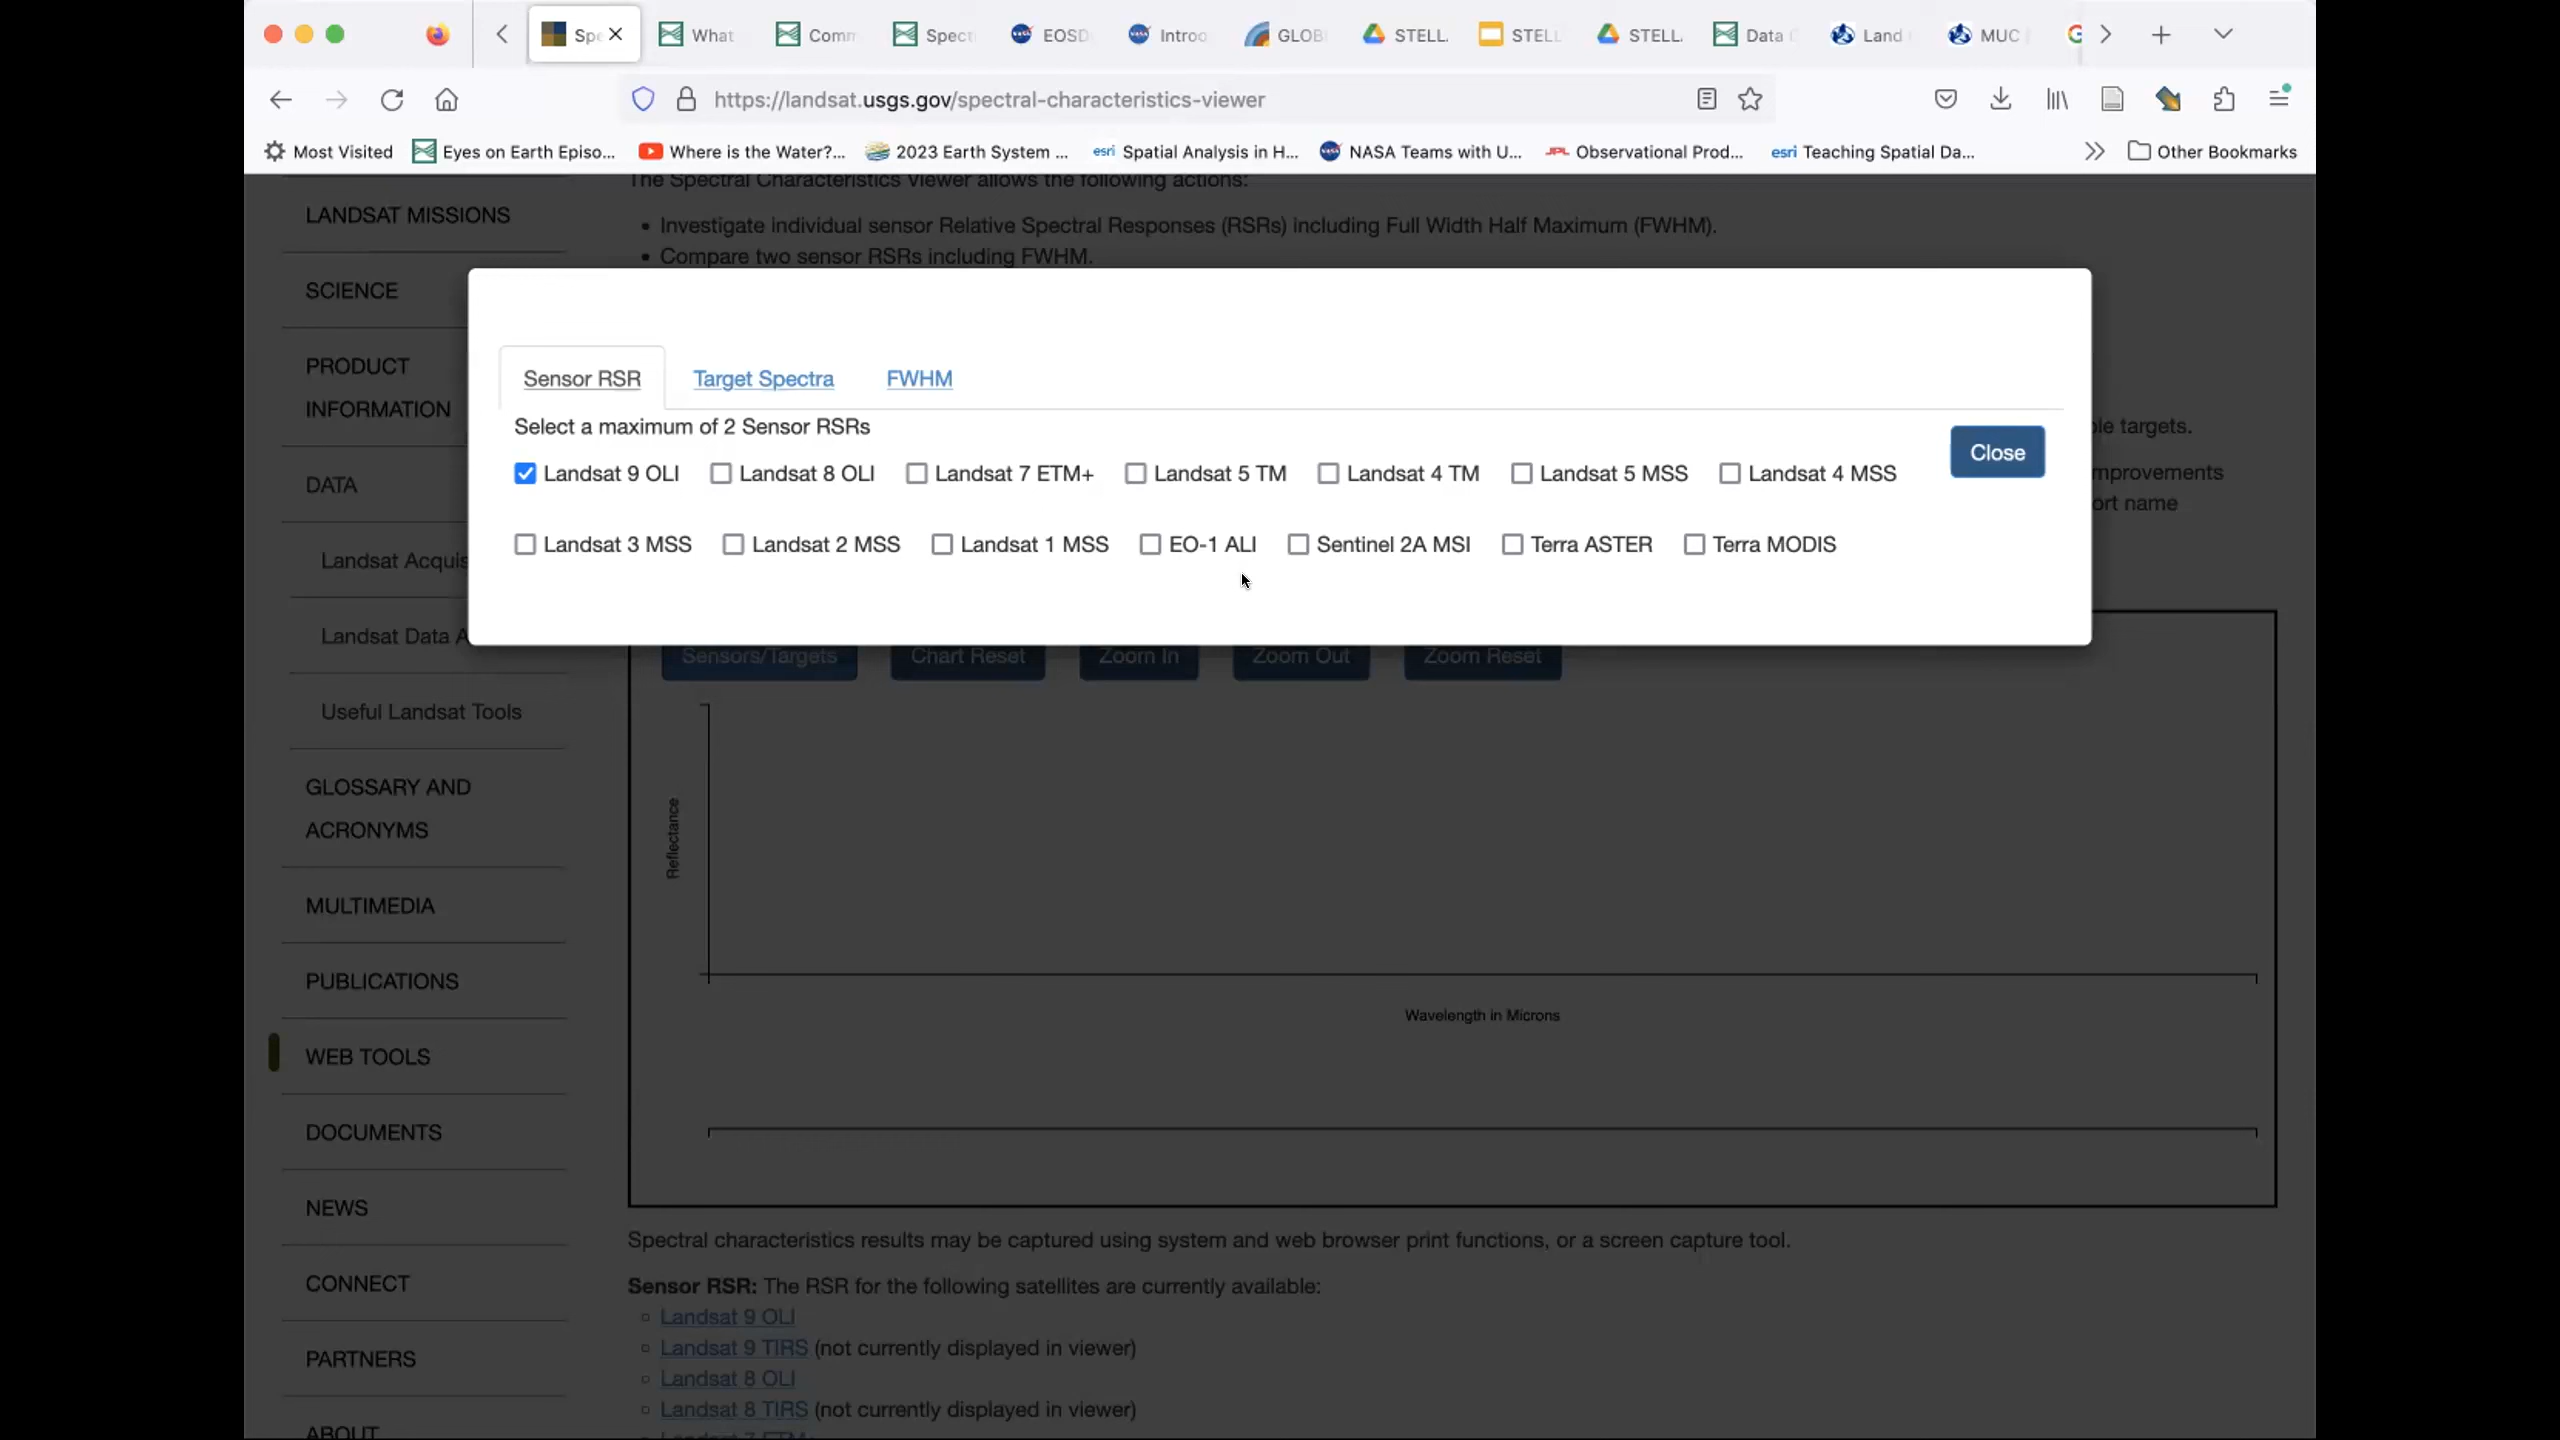 Spe
What
Comm
Spect
EOSD
Introd
GLOB
STELL.
STELL
STELL.
Data
Land
MUC
https://landsat.usgs.gov/spectral-characteristics-viewer
Most Visited
Eyes on Earth Episo...
Where is the Water?...
2023 Earth System ...
esri Spatial Analysis in H...
NASA Teams with U...
JPL Observational Prod...
esri Teaching Spatial Da...
Other Bookmarks
The Spectral Characteristics Viewer allows the following actions:
• Investigate individual sensor Relative Spectral Responses (RSRs) including Full Width Half Maximum (FWHM).
• Compare two sensor RSRs including FWHM.
LANDSAT MISSIONS
SCIENCE
PRODUCT
INFORMATION
DATA
Landsat Acquis
Landsat Data A
Useful Landsat Tools
GLOSSARY AND
ACRONYMS
MULTIMEDIA
PUBLICATIONS
WEB TOOLS
DOCUMENTS
NEWS
CONNECT
PARTNERS
ABOUT
Sensor RSR
Target Spectra
FWHM
Select a maximum of 2 Sensor RSRs
Close
Landsat 9 OLI
Landsat 8 OLI
Landsat 7 ETM+
Landsat 5 TM
Landsat 4 TM
Landsat 5 MSS
Landsat 4 MSS
Landsat 3 MSS
Landsat 2 MSS
Landsat 1 MSS
EO-1 ALI
Sentinel 2A MSI
Terra ASTER
Terra MODIS
ole targets.
mprovements
ort name
Sensors/Targets
Chart Reset
Zoom In
Zoom Out
Zoom Reset
Reflectance
Wavelength in Microns
Spectral characteristics results may be captured using system and web browser print functions, or a screen capture tool.
Sensor RSR: The RSR for the following satellites are currently available:
Landsat 9 OLI
Landsat 9 TIRS (not currently displayed in viewer)
Landsat 8 OLI
Landsat 8 TIRS (not currently displayed in viewer)
Landsat 7 ETM+